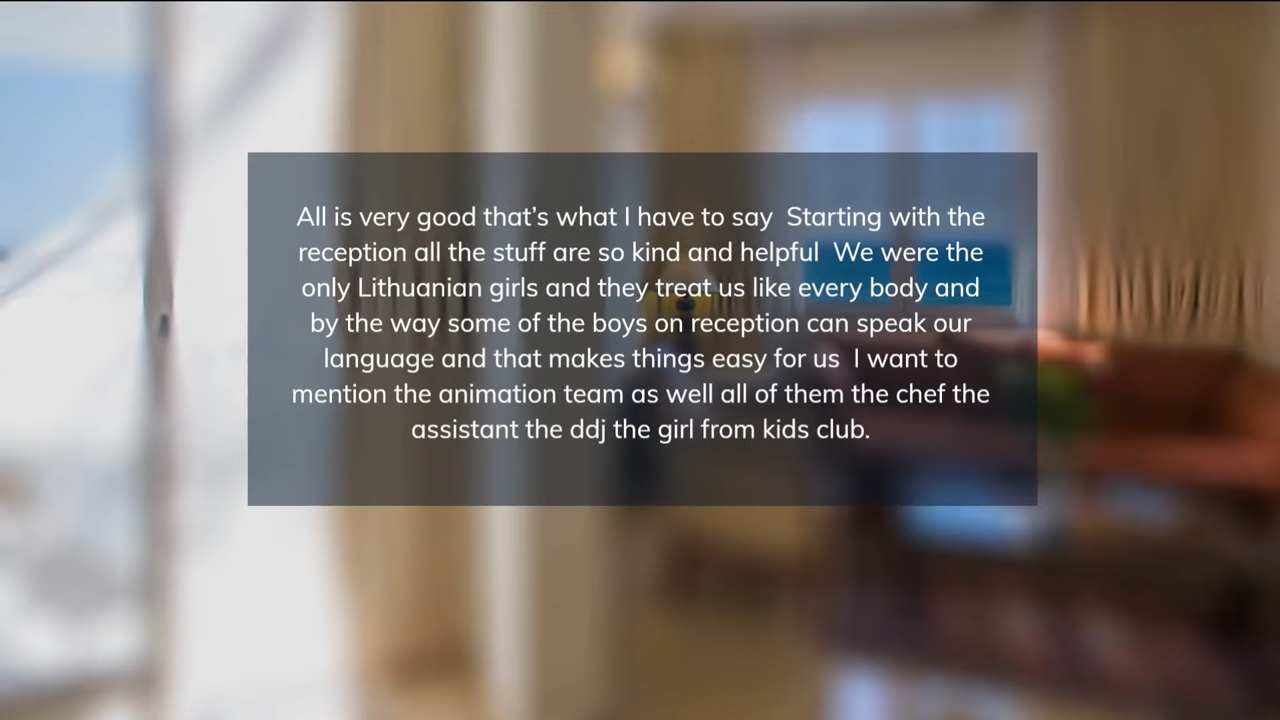 All is very good that’s what I have to say  Starting with the
reception all the stuff are so kind and helpful  We were the
only Lithuanian girls and they treat us like every body and
by the way some of the boys on reception can speak our
language and that makes things easy for us  I want to
mention the animation team as well all of them the chef the
assistant the ddj the girl from kids club.